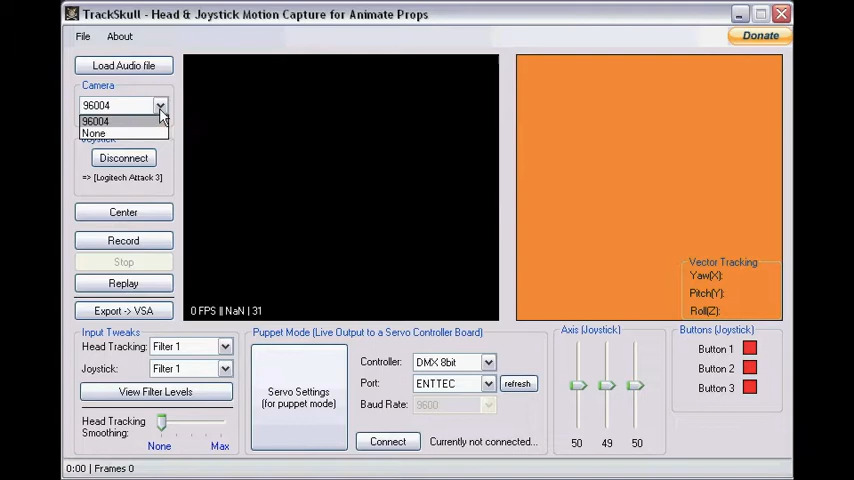 TrackSkull - Head & Joystick Motion Capture for Animate Props
File About
Donate
Load Audio file
Camera
96004
96004
None
Disconnect
=> [Logitech Attack 3]
Center
Record
Stop
Replay
Export -> VSA
0 FPS || NaN | 31
Vector Tracking
Yaw(X):
Pitch(Y):
Roll(Z):
Input Tweaks
Head Tracking: Filter 1
Joystick: Filter 1
View Filter Levels
Head Tracking
Smoothing:
None Max
Puppet Mode (Live Output to a Servo Controller Board)
Servo Settings
(for puppet mode)
Controller: DMX 8bit
Port: ENTTEC refresh
Baud Rate: 9600
Connect Currently not connected...
Axis (Joystick)
50 49 50
Buttons (Joystick)
Button 1
Button 2
Button 3
0:00 | Frames 0